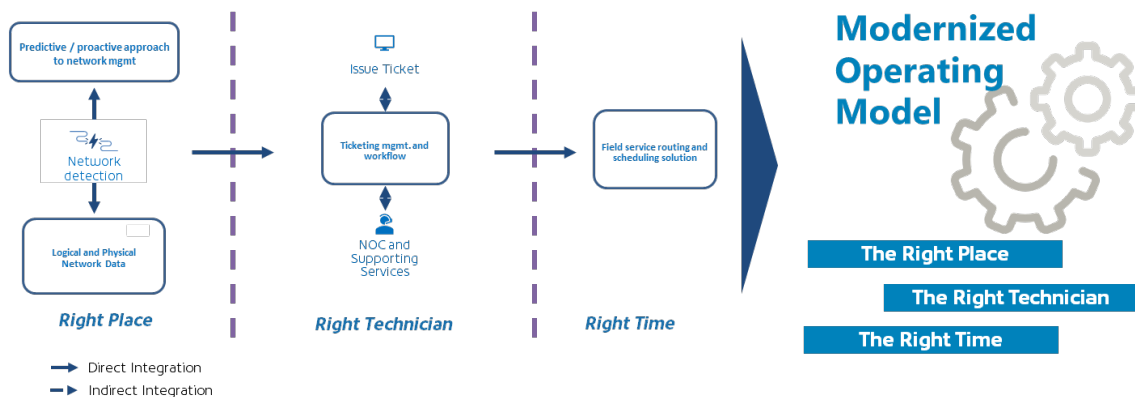 Predictive / proactive approach
to network mgmt
Network
detection
Logical and Physical
Network Data
Right Place
Issue Ticket
Ticketing mgmt. and
workflow
NOC and
Supporting
Services
Right Technician
Field service routing and
scheduling solution
Right Time
Modernized
Operating
Model
The Right Place
The Right Technician
The Right Time
Direct Integration
Indirect Integration